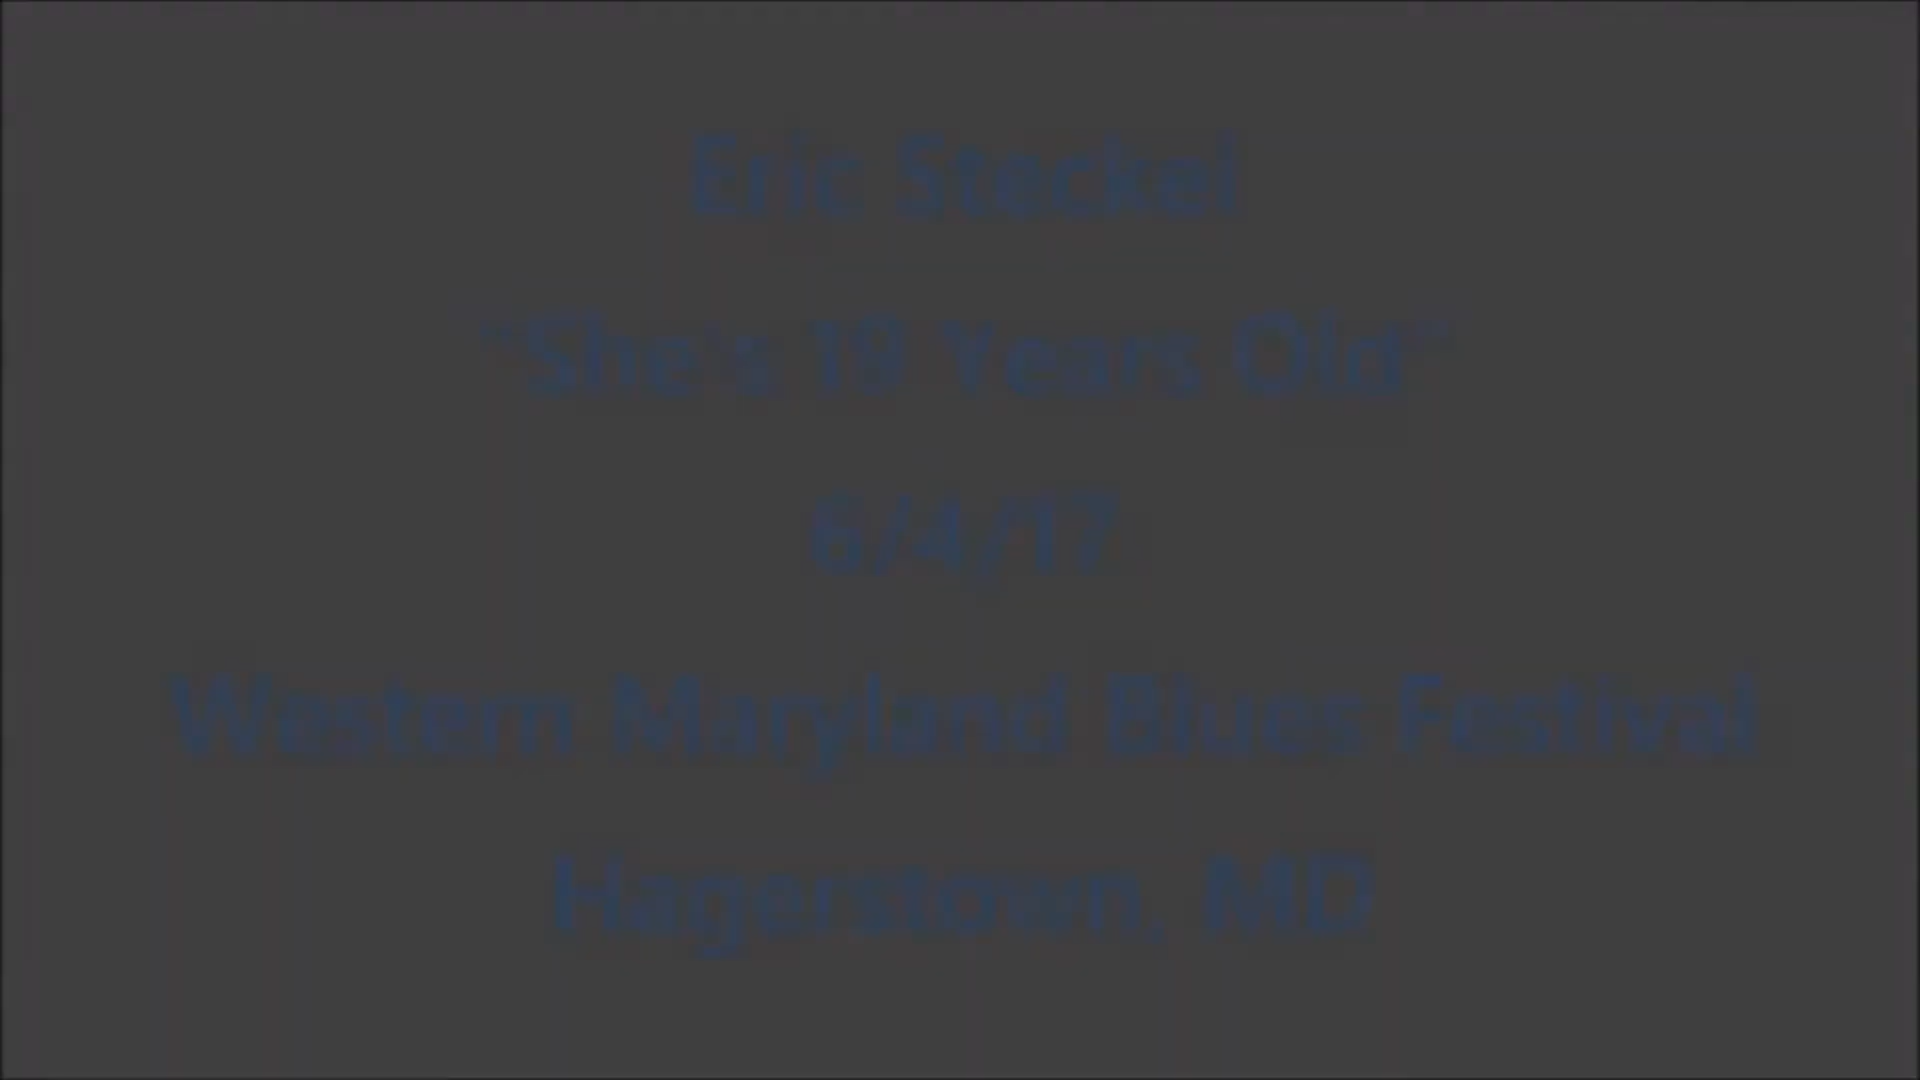 Eric Steckel
"She's 19 Years Old"
6/4/17
Western Maryland Blues Festival
Hagerstown, MD